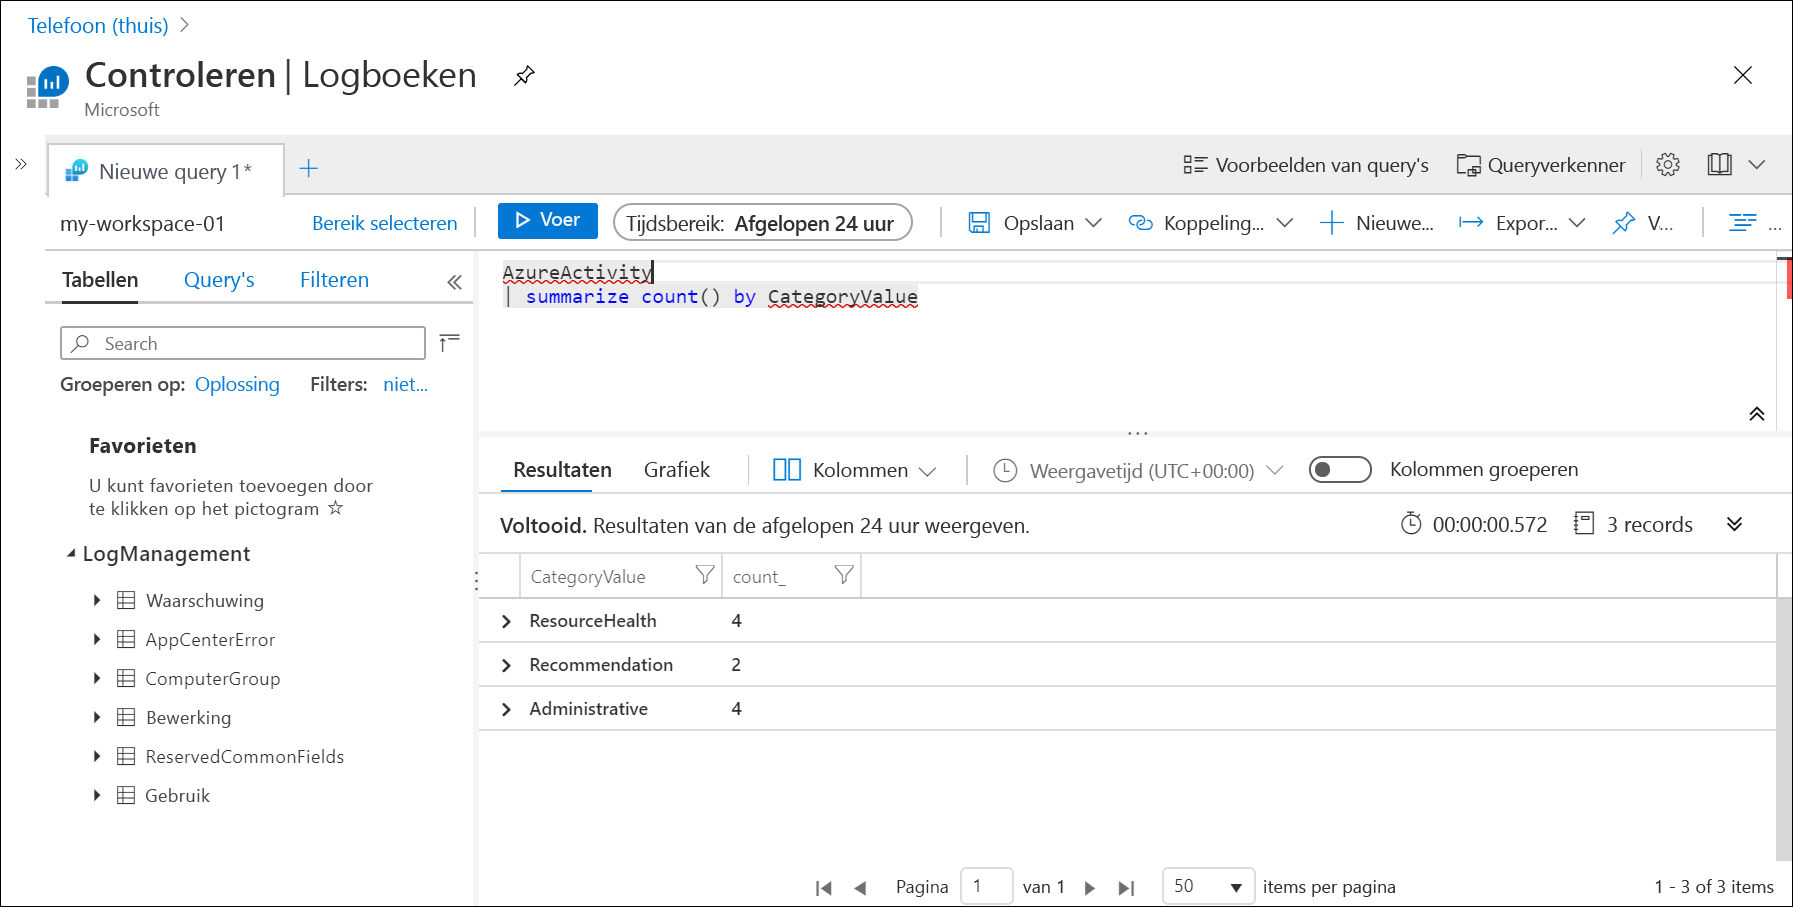 Telefoon (thuis)
Controleren | Logboeken
Microsoft
Nieuwe query 1*
Voorbeelden van query's
Queryverkenner
my-workspace-01
Bereik selecteren
Voer
Tijdsbereik: Afgelopen 24 uur
Opslaan
Koppeling...
Nieuwe...
Expor...
V...
...
Tabellen
Query's
Filteren
AzureActivity
| summarize count() by CategoryValue
Search
Groeperen op: Oplossing
Filters: niet...
Favorieten
U kunt favorieten toevoegen door
te klikken op het pictogram ☆
LogManagement
Waarschuwing
AppCenterError
ComputerGroup
Bewerking
ReservedCommonFields
Gebruik
Resultaten
Grafiek
Kolommen
Weergavetijd (UTC+00:00)
Kolommen groeperen
Voltooid. Resultaten van de afgelopen 24 uur weergeven.
00:00:00.572
3 records
CategoryValue count_
ResourceHealth 4
Recommendation 2
Administrative 4
Pagina 1 van 1
50 items per pagina
1 - 3 of 3 items